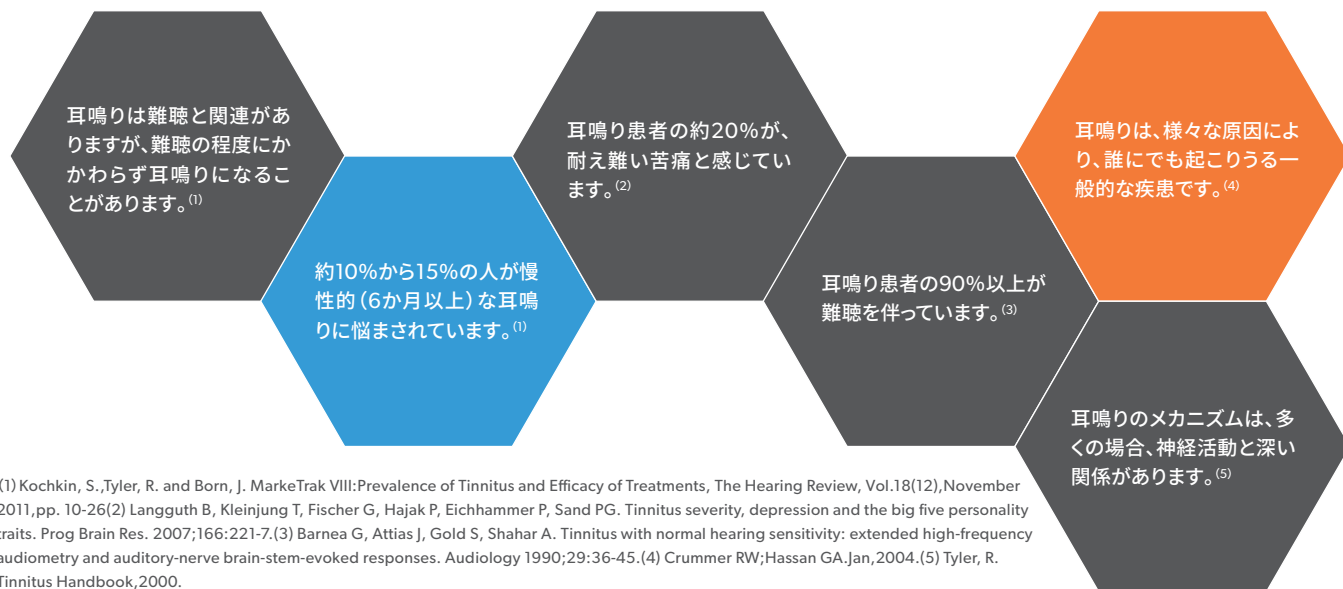 耳鳴りは難聴と関連があ
りますが、難聴の程度にか
かわらず耳鳴りになるこ
とがあります。(1)
約10%から15%の人が慢
性的(6か月以上)な耳鳴
りに悩まされています。(1)
耳鳴り患者の約20%が、
耐え難い苦痛と感じてい
ます。(2)
耳鳴り患者の90%以上が
難聴を伴っています。(3)
耳鳴りは、様々な原因によ
り、誰にでも起こりうる一
般的な疾患です。(4)
耳鳴りのメカニズムは、多
くの場合、神経活動と深い
関係があります。(5)
(1) Kochkin, S.,Tyler, R. and Born, J. MarkeTrak VIII:Prevalence of Tinnitus and Efficacy of Treatments, The Hearing Review, Vol.18(12),November
2011,pp. 10-26(2) Langguth B, Kleinjung T, Fischer G, Hajak P, Eichhammer P, Sand PG. Tinnitus severity, depression and the big five personality
traits. Prog Brain Res. 2007;166:221-7.(3) Barnea G, Attias J, Gold S, Shahar A. Tinnitus with normal hearing sensitivity: extended high-frequency
audiometry and auditory-nerve brain-stem-evoked responses. Audiology 1990;29:36-45.(4) Crummer RW;Hassan GA.Jan,2004.(5) Tyler, R.
Tinnitus Handbook,2000.